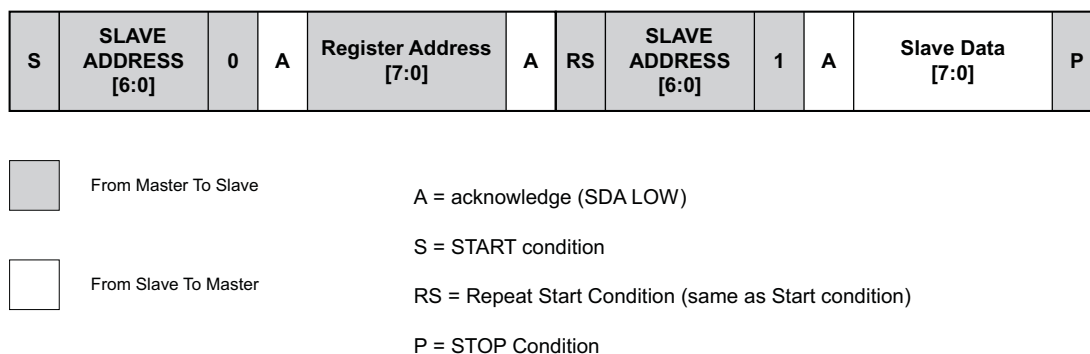 S
SLAVE
ADDRESS
[6:0]
0
A
Register Address
[7:0]
A
RS
SLAVE
ADDRESS
[6:0]
1
A
Slave Data
[7:0]
P
From Master To Slave
From Slave To Master
A = acknowledge (SDA LOW)
S = START condition
RS = Repeat Start Condition (same as Start condition)
P = STOP Condition